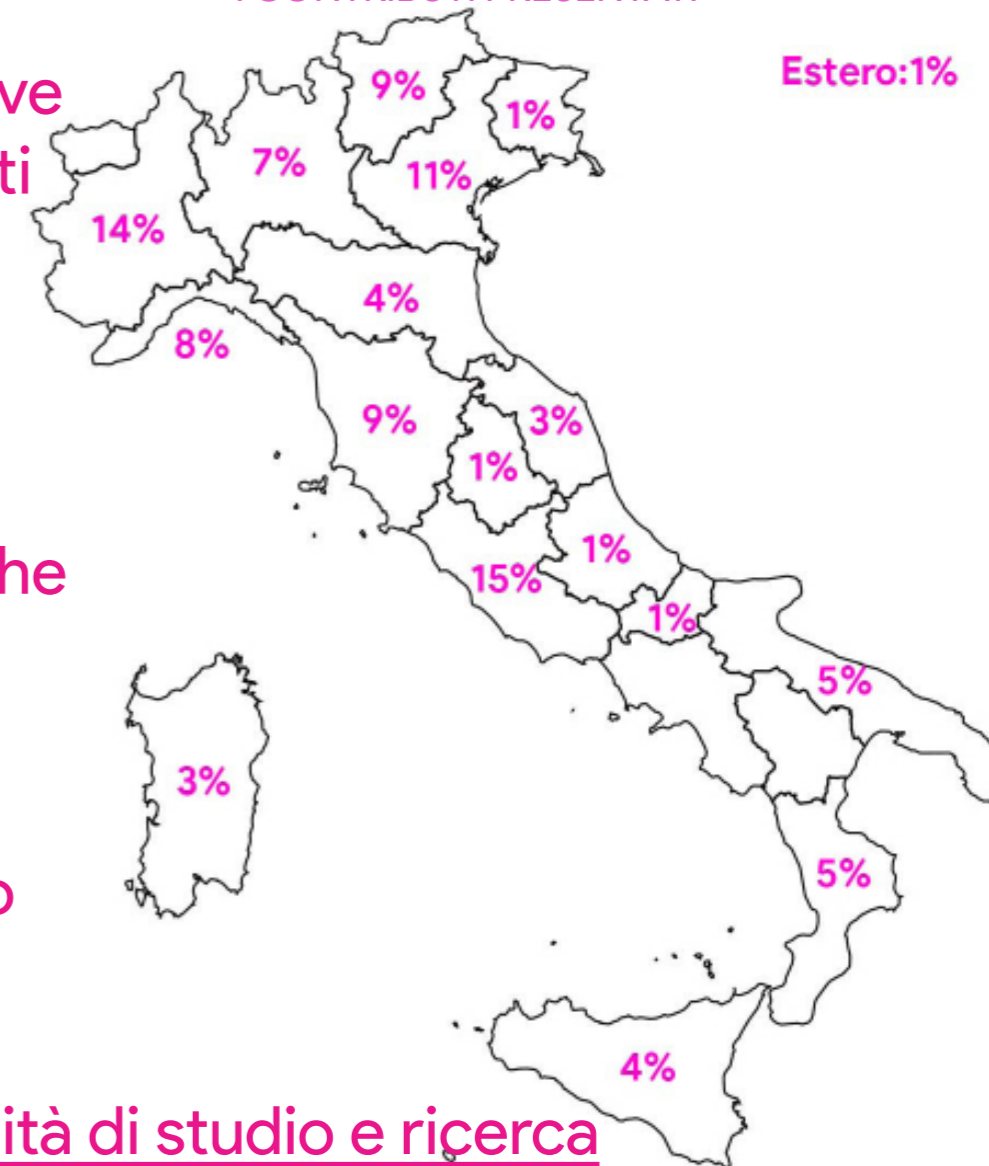 Estero:1%
9%
1%
ve
7%
11%
ti
14%
4%
8%
9%
3%
1%
1%
he
15%
1%
5%
3%
5%
o
4%
ità di studio e ricerca